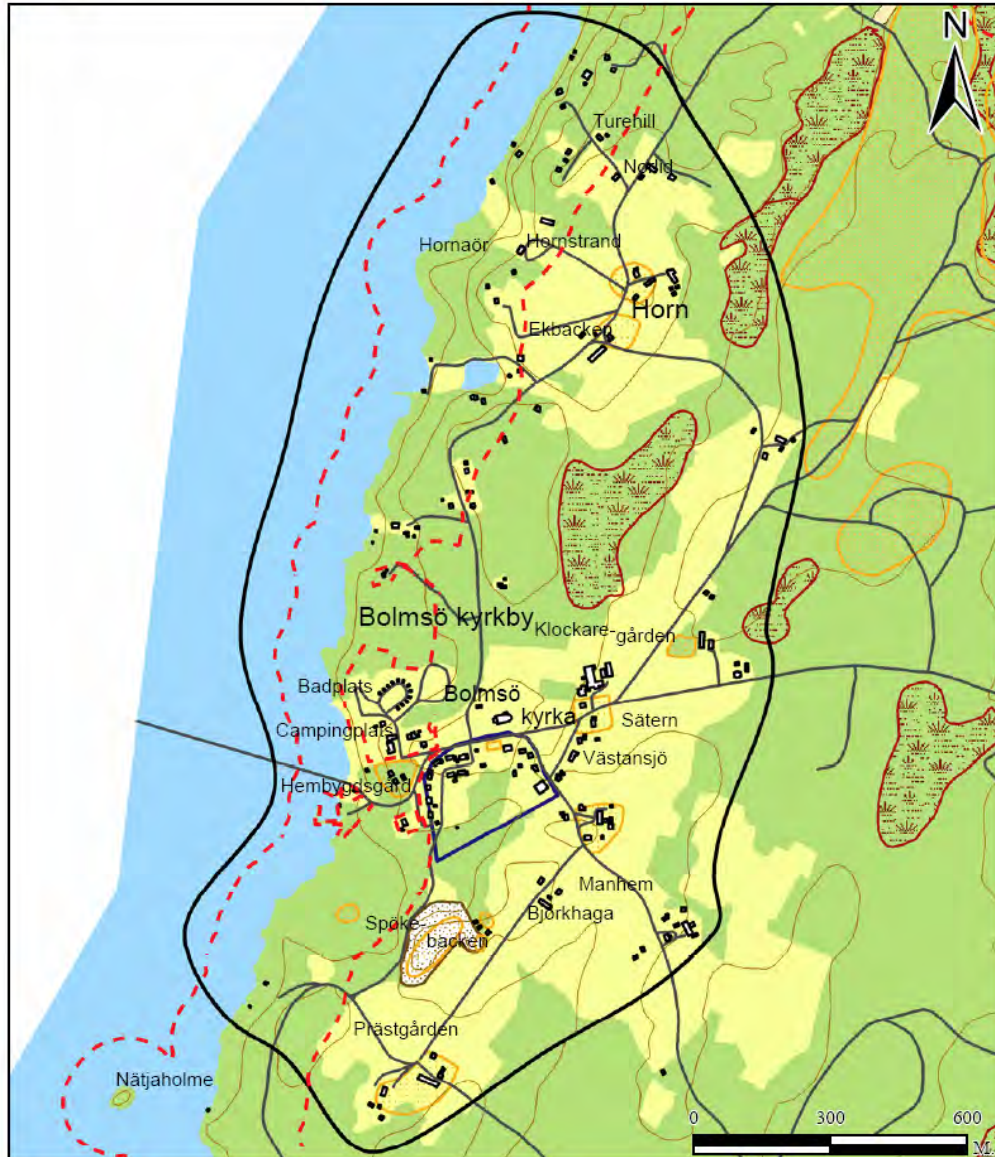 N
Turehill
Nodlid
Hornaör
Hornstrand
Horn
Ekbacken
Bolmsö kyrkby
Klockare-gården
Badplats
Bolmsö
kyrka
Sätern
Campingplats
Västansjö
Hembygdsgård
Manhem
Björkhaga
Spöke-
backen
Prästgården
Nätjaholme
0 300 600
M.